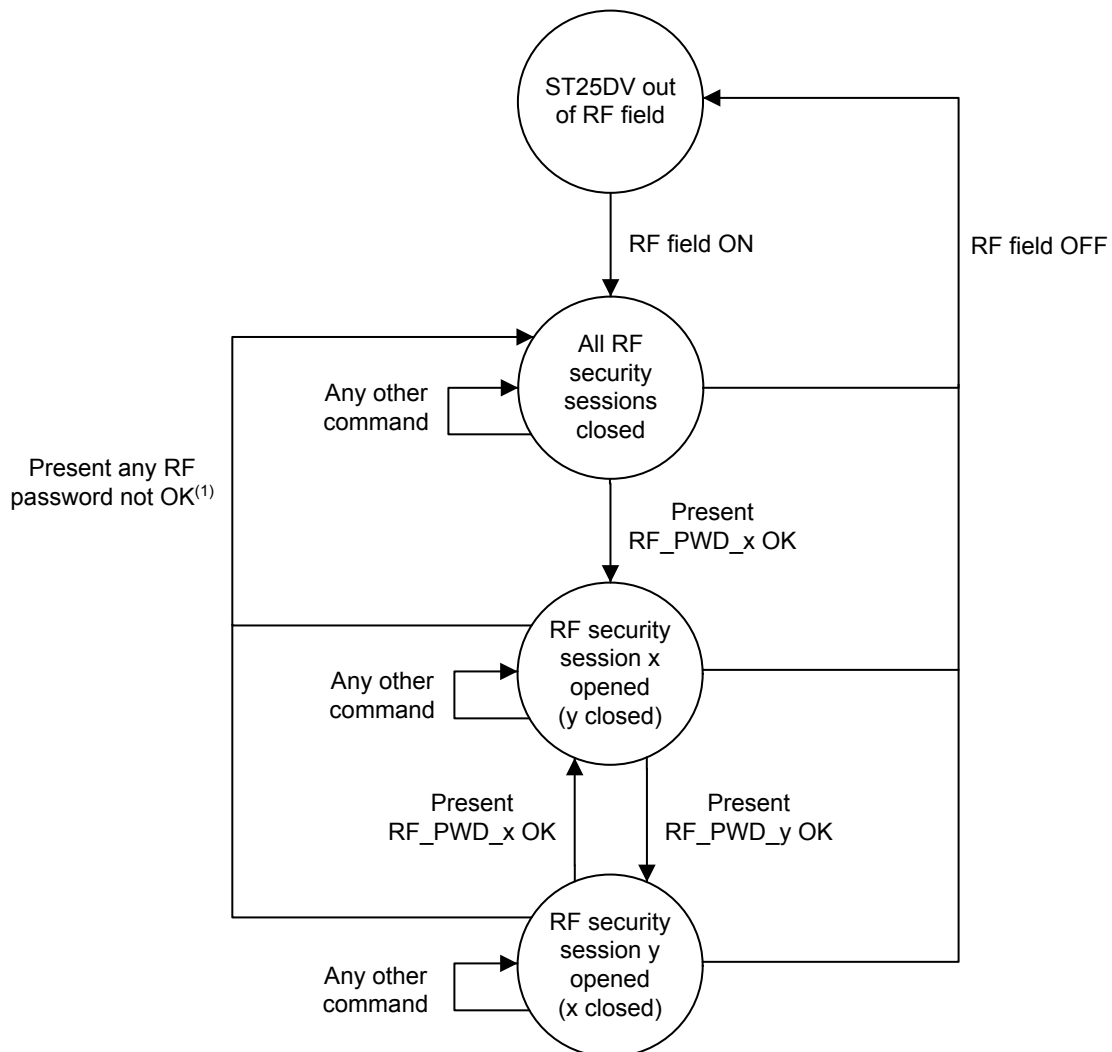 ST25DV out
of RF field
RF field ON
RF field OFF
All RF
security
sessions
closed
Any other
command
Present any RF
password not OK(1)
Present
RF_PWD_x OK
RF security
session x
opened
(y closed)
Any other
command
Present
RF_PWD_x OK
Present
RF_PWD_y OK
RF security
session y
opened
(x closed)
Any other
command